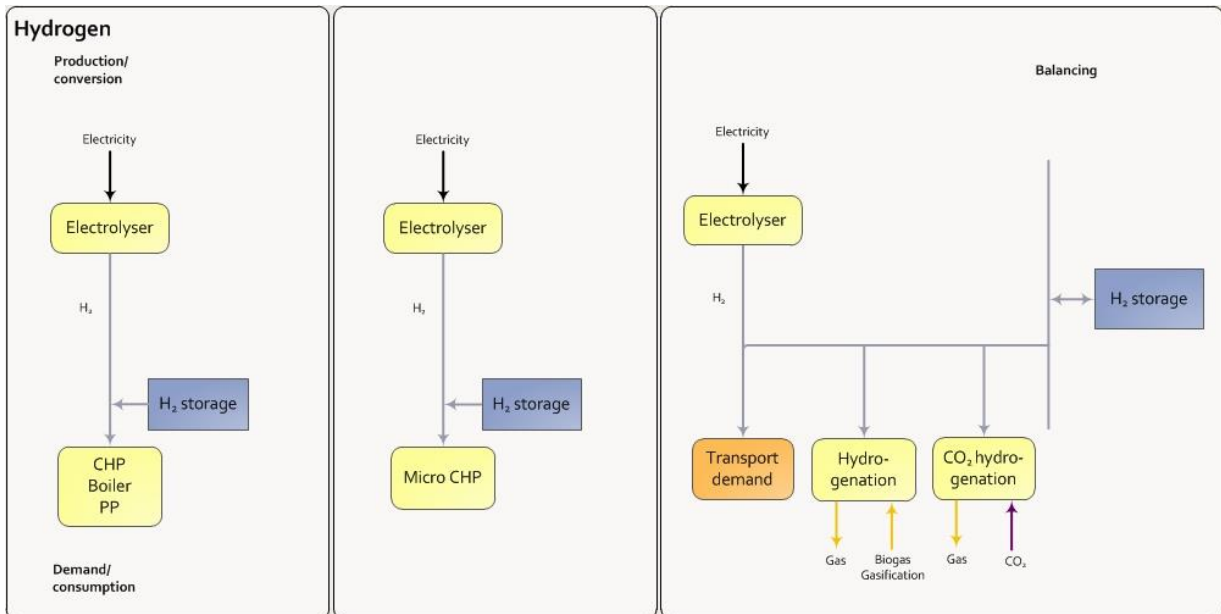 Hydrogen
Production/
conversion
Electricity
Electrolyser
H₂
H₂ storage
CHP
Boiler
PP
Demand/
consumption
Electricity
Electrolyser
H₂
H₂ storage
Micro CHP
Balancing
Electricity
Electrolyser
H₂
H₂ storage
Transport
demand
Hydro-
genation
CO₂ hydro-
genation
Gas
Biogas
Gasification
Gas
CO₂